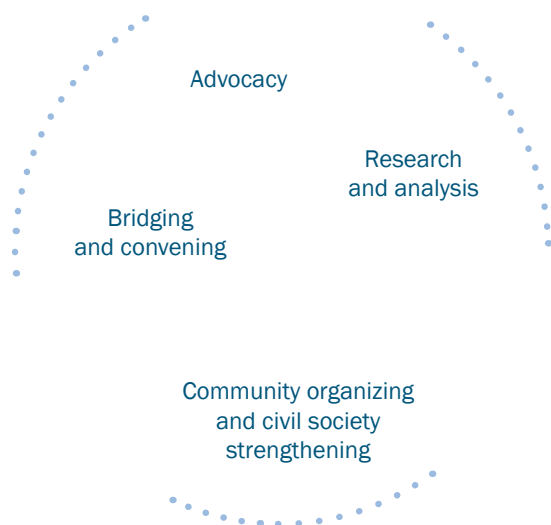 Advocacy
Research
and analysis
Bridging
and convening
Community organizing
and civil society
strengthening